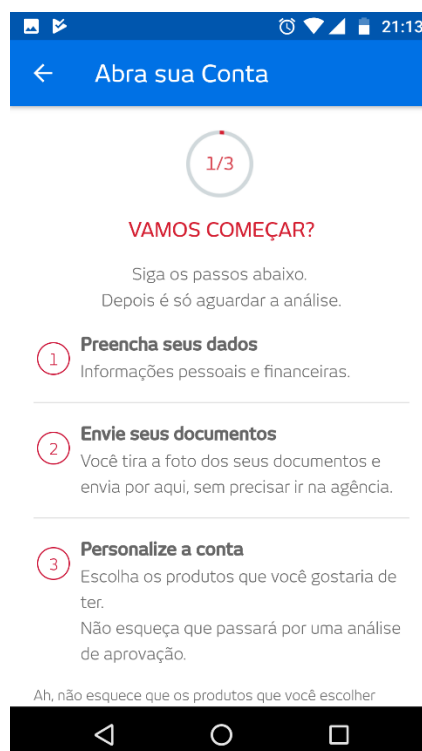 21:13
Abra sua Conta
1/3
VAMOS COMEÇAR?
Siga os passos abaixo.
Depois é só aguardar a análise.
1
Preencha seus dados
Informações pessoais e financeiras.
2
Envie seus documentos
Você tira a foto dos seus documentos e
envia por aqui, sem precisar ir na agência.
3
Personalize a conta
Escolha os produtos que você gostaria de
ter.
Não esqueça que passará por uma análise
de aprovação.
Ah, não esquece que os produtos que você escolher